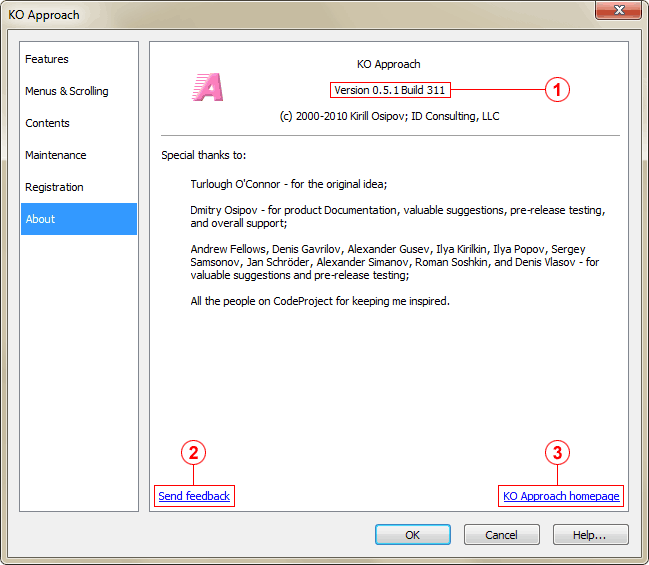 KO Approach
Features
Menus & Scrolling
Contents
Maintenance
Registration
About
KO Approach
Version 0.5.1 Build 311
1
(c) 2000-2010 Kirill Osipov; ID Consulting, LLC
Special thanks to:
Turlough O'Connor - for the original idea;
Dmitry Osipov - for product Documentation, valuable suggestions, pre-release testing,
and overall support;
Andrew Fellows, Denis Gavrilov, Alexander Gusev, Ilya Kirilkin, Ilya Popov, Sergey
Samsonov, Jan Schröder, Alexander Simanov, Roman Soshkin, and Denis Vlasov - for
valuable suggestions and pre-release testing;
All the people on CodeProject for keeping me inspired.
2
3
Send feedback
KO Approach homepage
OK
Cancel
Help...